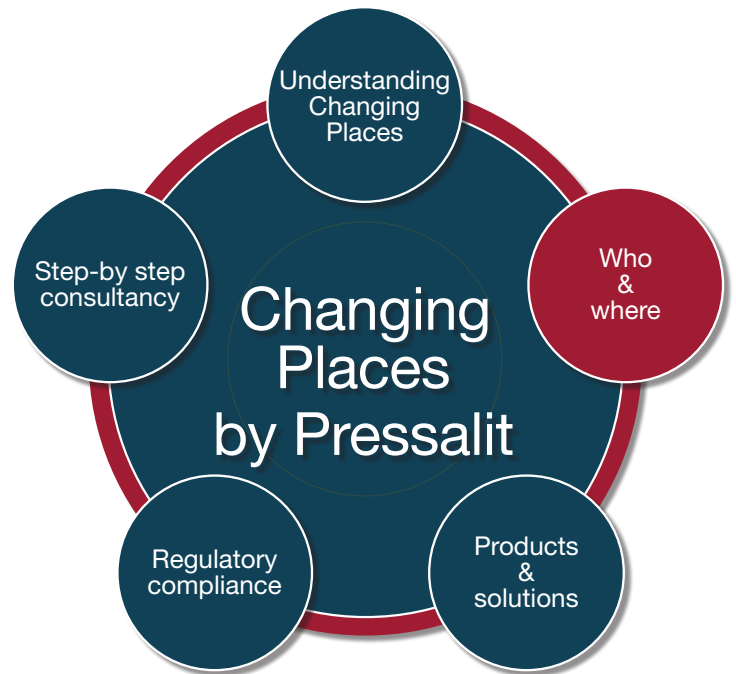 Understanding
Changing
Places
Who
&
where
Step-by step
consultancy
Changing
Places
by Pressalit
Products
&
solutions
Regulatory
compliance